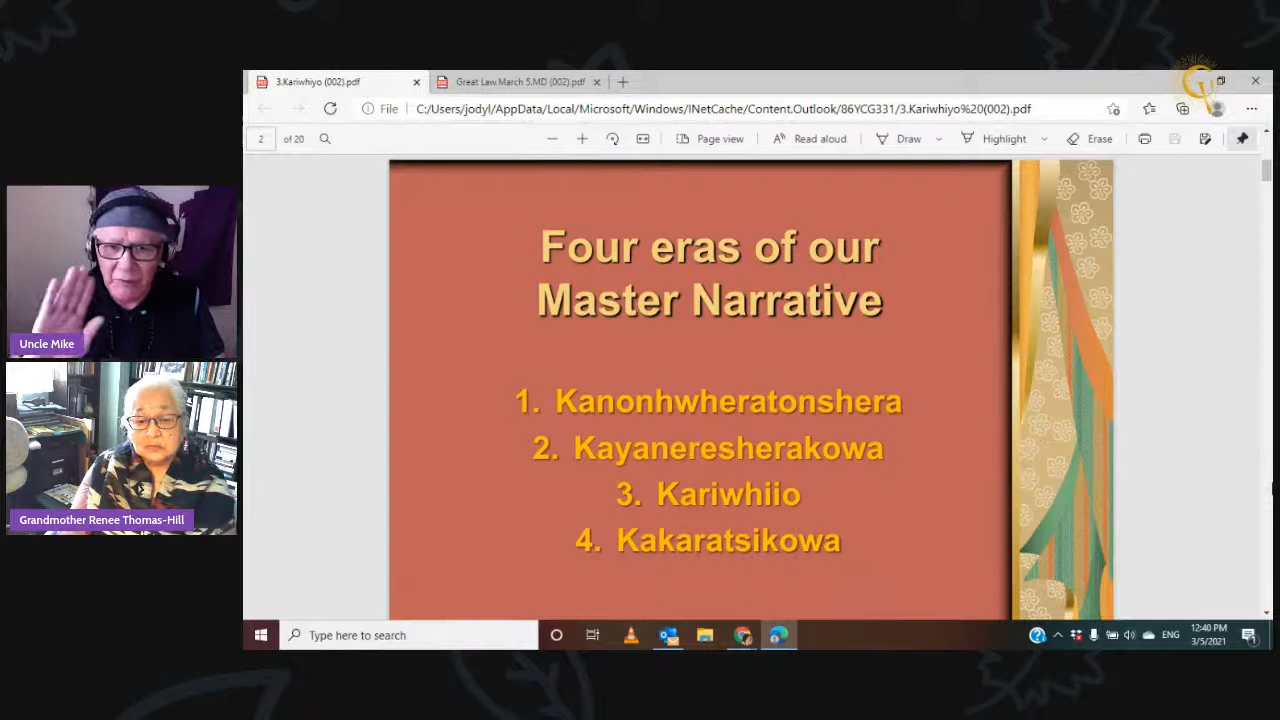 3.Kariwhiyo (002).pdf
Great Law.March 5.MD (002).pdf
File
C:/Users/jodyl/AppData/Local/Microsoft/Windows/INetCache/Content.Outlook/86YCG331/3.Kariwhiyo%20(002).pdf
2 of 20
Page view
Read aloud
Draw
Highlight
Erase
Four eras of our
Master Narrative
1. Kanonhwheratonshera
2. Kayaneresherakowa
3. Kariwhiio
4. Kakaratsikowa
Uncle Mike
Grandmother Renee Thomas-Hill
Type here to search
ENG
12:40 PM
3/5/2021